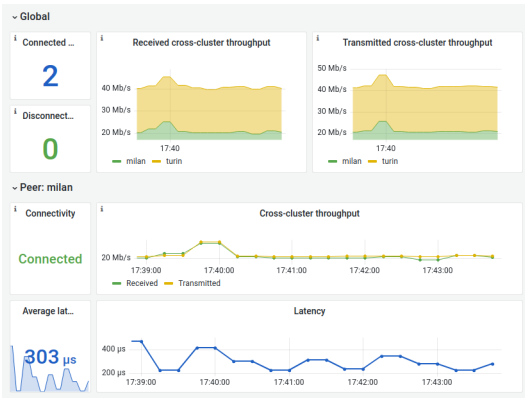 Global
Connected ...
2
Disconnect...
0
Received cross-cluster throughput
40 Mb/s
30 Mb/s
20 Mb/s
17:40
milan turin
Transmitted cross-cluster throughput
50 Mb/s
40 Mb/s
30 Mb/s
20 Mb/s
17:40
milan turin
Peer: milan
Connectivity
Connected
Cross-cluster throughput
20 Mb/s
17:39:00 17:40:00 17:41:00 17:42:00 17:43:00
Received Transmitted
Average lat...
303 µs
Latency
400 µs
200 µs
17:39:00 17:40:00 17:41:00 17:42:00 17:43:00